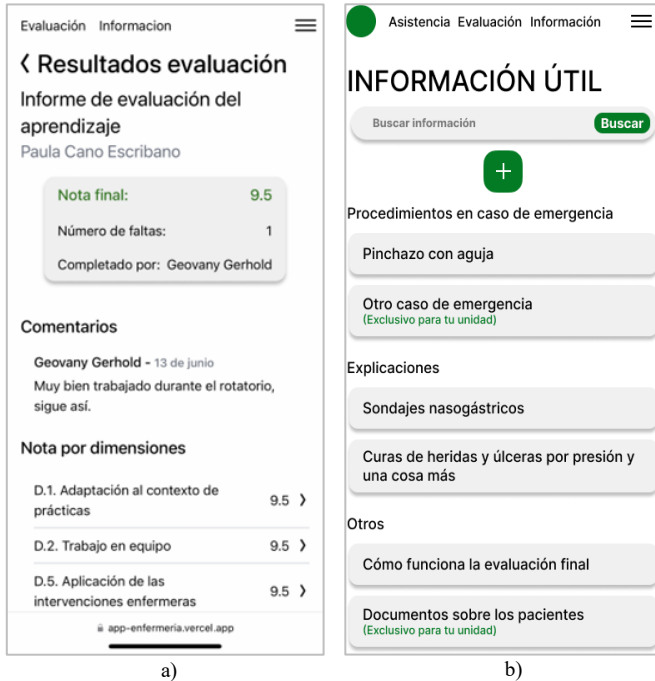 Evaluación Informacion
Resultados evaluación
Informe de evaluación del
aprendizaje
Paula Cano Escribano
Nota final: 9.5
Número de faltas: 1
Completado por: Geovany Gerhold
Comentarios
Geovany Gerhold - 13 de junio
Muy bien trabajado durante el rotatorio,
sigue así.
Nota por dimensiones
D.1. Adaptación al contexto de
prácticas 9.5
D.2. Trabajo en equipo 9.5
D.5. Aplicación de las
intervenciones enfermeras 9.5
app-enfermeria.vercel.app
a)
Asistencia Evaluación Información
INFORMACIÓN ÚTIL
Buscar información Buscar
+
Procedimientos en caso de emergencia
Pinchazo con aguja
Otro caso de emergencia
(Exclusivo para tu unidad)
Explicaciones
Sondajes nasogástricos
Curas de heridas y úlceras por presión y
una cosa más
Otros
Cómo funciona la evaluación final
Documentos sobre los pacientes
(Exclusivo para tu unidad)
b)